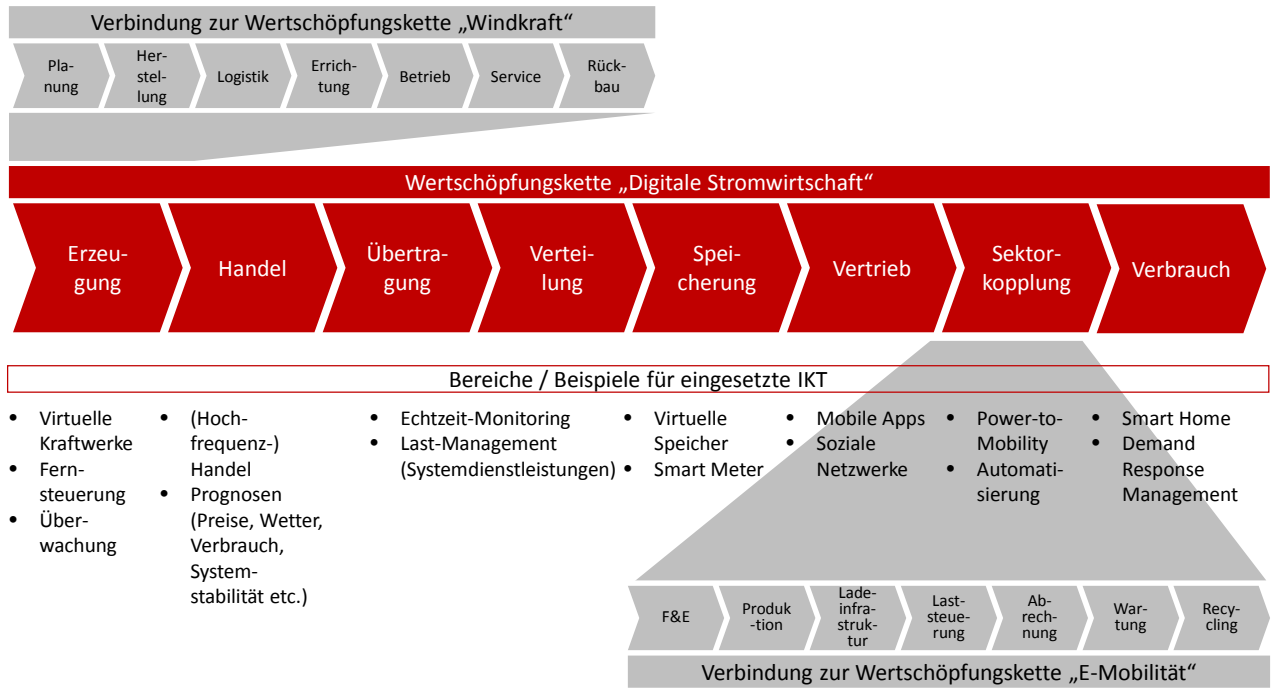 Verbindung zur Wertschöpfungskette „Windkraft“
Pla-
nung
Her-
stel-
lung
Logistik
Errich-
tung
Betrieb
Service
Rück-
bau
Wertschöpfungskette „Digitale Stromwirtschaft“
Erzeu-
gung
Handel
Übertra-
gung
Vertei-
lung
Spei-
cherung
Vertrieb
Sektor-
kopplung
Verbrauch
Bereiche / Beispiele für eingesetzte IKT
• Virtuelle
Kraftwerke
• Fern-
steuerung
• Über-
wachung
• (Hoch-
frequenz-)
Handel
• Prognosen
(Preise, Wetter,
Verbrauch,
System-
stabilität etc.)
• Echtzeit-Monitoring
• Last-Management
(Systemdienstleistungen)
• Virtuelle
Speicher
• Smart Meter
• Mobile Apps
• Soziale
Netzwerke
• Power-to-
Mobility
• Automati-
sierung
• Smart Home
• Demand
Response
Management
F&E
Produk
-tion
Lade-
infra-
struk-
tur
Last-
steue-
rung
Ab-
rech-
nung
War-
tung
Recy-
cling
Verbindung zur Wertschöpfungskette „E-Mobilität“